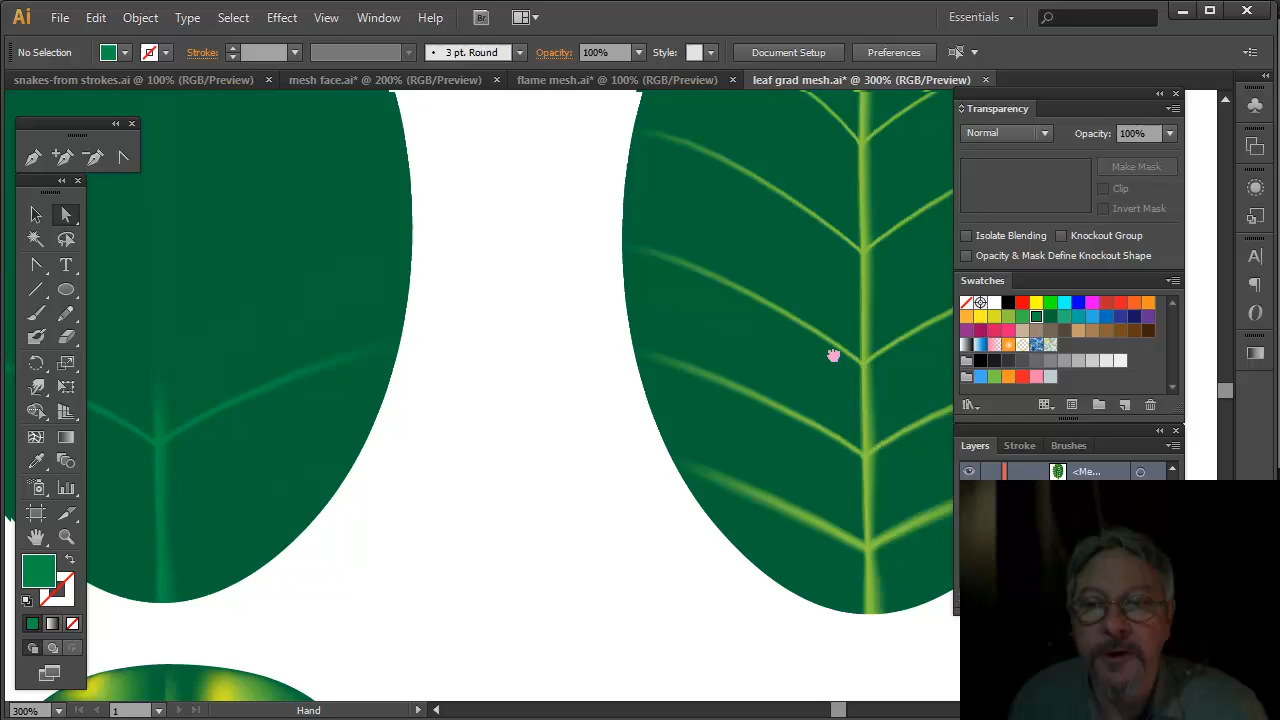 Ai File Edit Object Type Select Effect View Window Help Br Essentials
No Selection Stroke: 3 pt. Round Opacity: 100% Style: Document Setup Preferences
snakes-from strokes.ai @ 100% (RGB/Preview) × mesh face.ai* @ 200% (RGB/Preview) × flame mesh.ai* @ 100% (RGB/Preview) × leaf grad mesh.ai* @ 300% (RGB/Preview) ×
Transparency
Normal Opacity: 100%
Make Mask
Clip
Invert Mask
Isolate Blending Knockout Group
Opacity & Mask Define Knockout Shape
Swatches
Layers Stroke Brushes
<Me...
300% 1 Hand